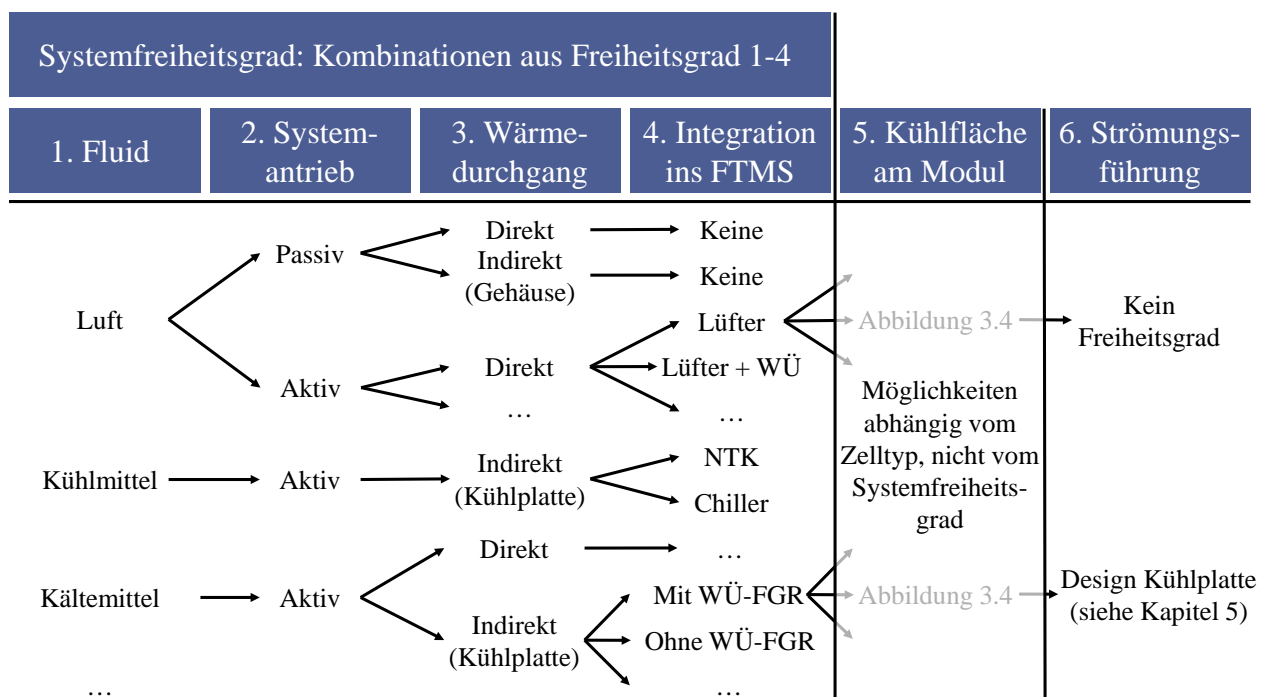 Systemfreiheitsgrad: Kombinationen aus Freiheitsgrad 1-4
1. Fluid
2. System-
antrieb
3. Wärme-
durchgang
4. Integration
ins FTMS
5. Kühlfläche
am Modul
6. Strömungs-
führung
Luft
Passiv
Direkt
Keine
Indirekt
(Gehäuse)
Keine
Aktiv
Direkt
Lüfter
Lüfter + WÜ
…
…
Abbildung 3.4
Kein
Freiheitsgrad
Möglichkeiten
abhängig vom
Zelltyp, nicht vom
Systemfreiheits-
grad
Kühlmittel
Aktiv
Indirekt
(Kühlplatte)
NTK
Chiller
Kältemittel
Aktiv
Direkt
…
Indirekt
(Kühlplatte)
Mit WÜ-FGR
Ohne WÜ-FGR
…
Abbildung 3.4
Design Kühlplatte
(siehe Kapitel 5)
…